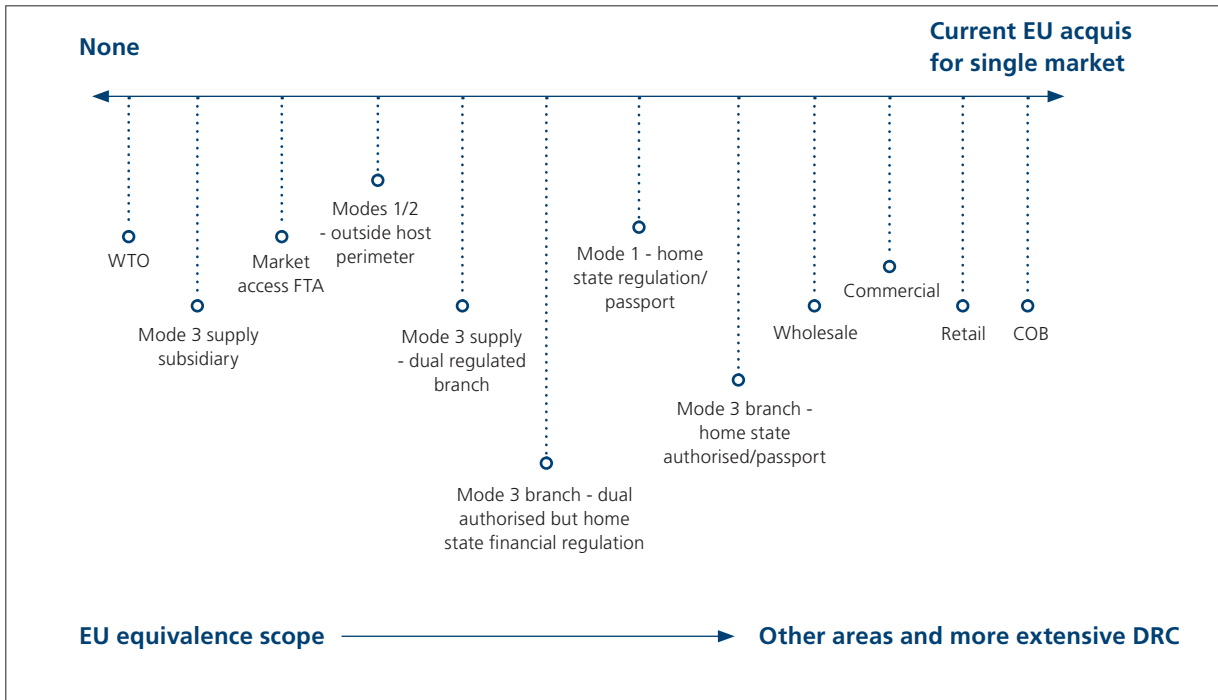 None
Current EU acquis
for single market
WTO
Mode 3 supply
subsidiary
Market
access FTA
Modes 1/2
- outside host
perimeter
Mode 3 supply
- dual regulated
branch
Mode 3 branch - dual
authorised but home
state financial regulation
Mode 1 - home
state regulation/
passport
Mode 3 branch -
home state
authorised/passport
Wholesale
Commercial
Retail
COB
EU equivalence scope
Other areas and more extensive DRC